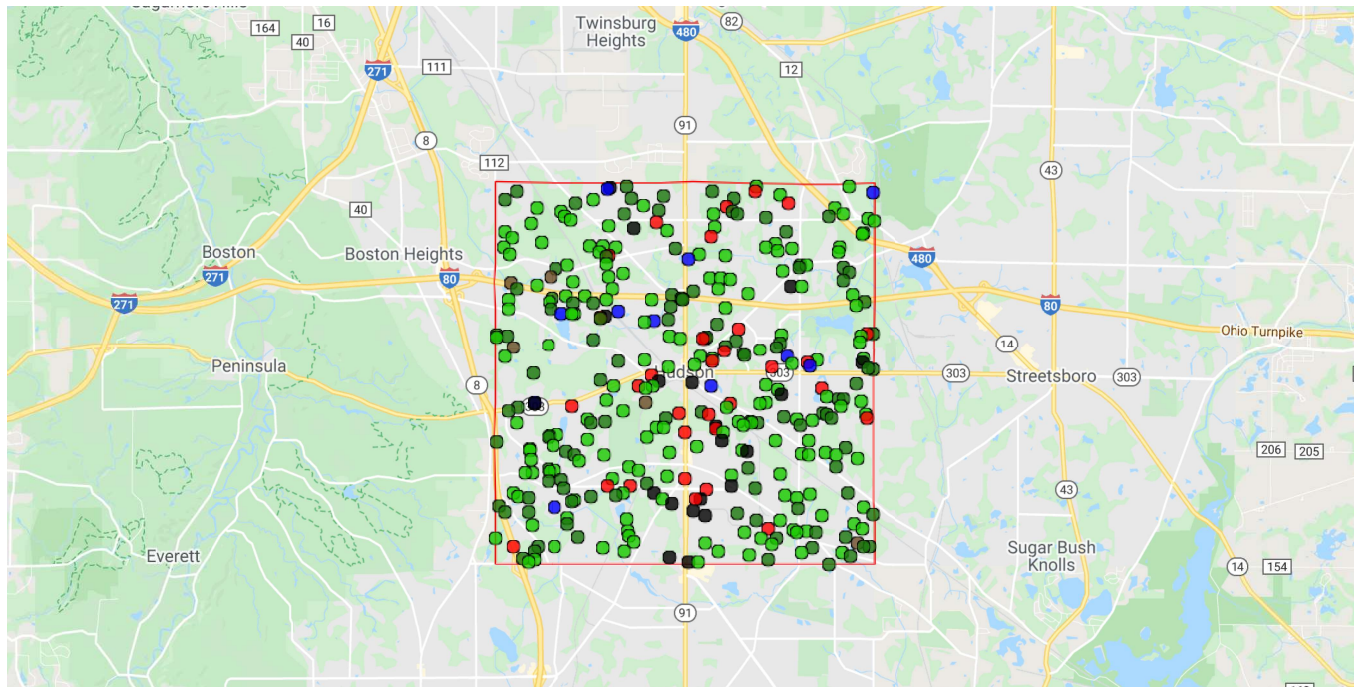 16
164
40
Twinsburg
Heights
82
480
12
271
111
91
8
112
43
40
Boston
Boston Heights
480
271
80
271
80
Ohio Turnpike
14
Peninsula
Hudson
303
303
Streetsboro
303
8
206
205
43
Everett
Sugar Bush
Knolls
14
154
91